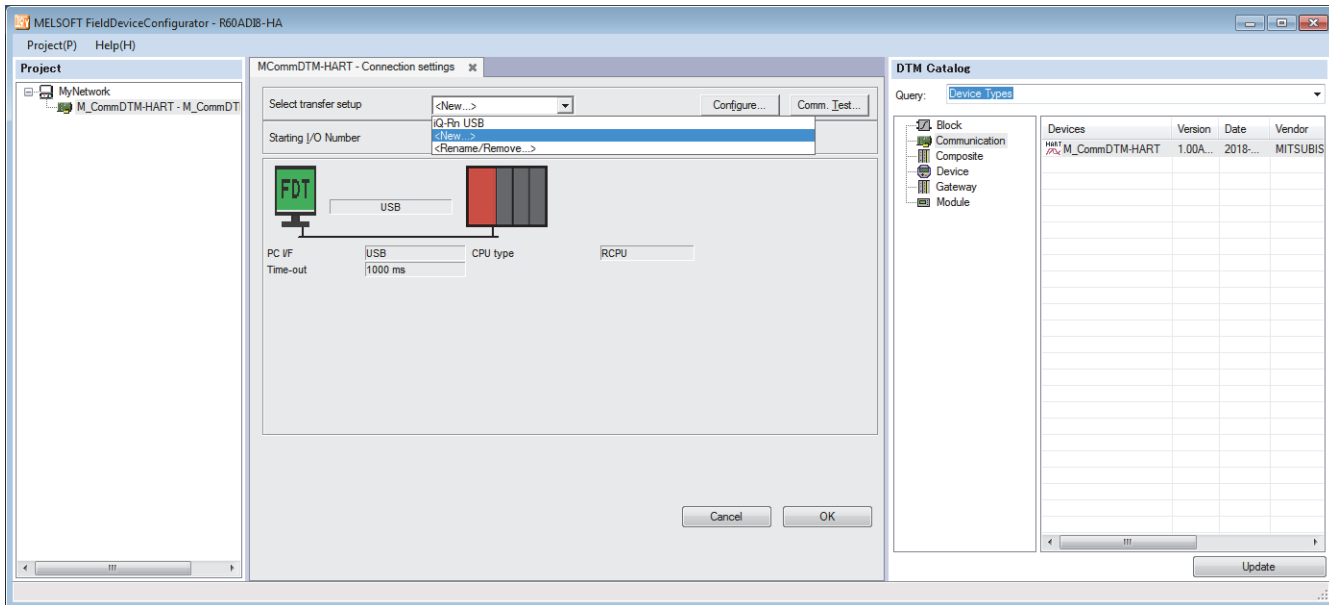 MELSOFT FieldDeviceConfigurator - R60ADI8-HA
Project(P) Help(H)
Project
MyNetwork
M_CommDTM-HART - M_CommDT
MCommDTM-HART - Connection settings
Select transfer setup
<New...>
Configure...
Comm. Test...
iQ-Rn USB
<New...>
<Rename/Remove...>
Starting I/O Number
FDT
USB
PC I/F
USB
CPU type
RCPU
Time-out
1000 ms
Cancel
OK
DTM Catalog
Query:
Device Types
Block
Communication
Composite
Device
Gateway
Module
Devices Version Date Vendor
HART M_CommDTM-HART 1.00A... 2018-... MITSUBIS
Update